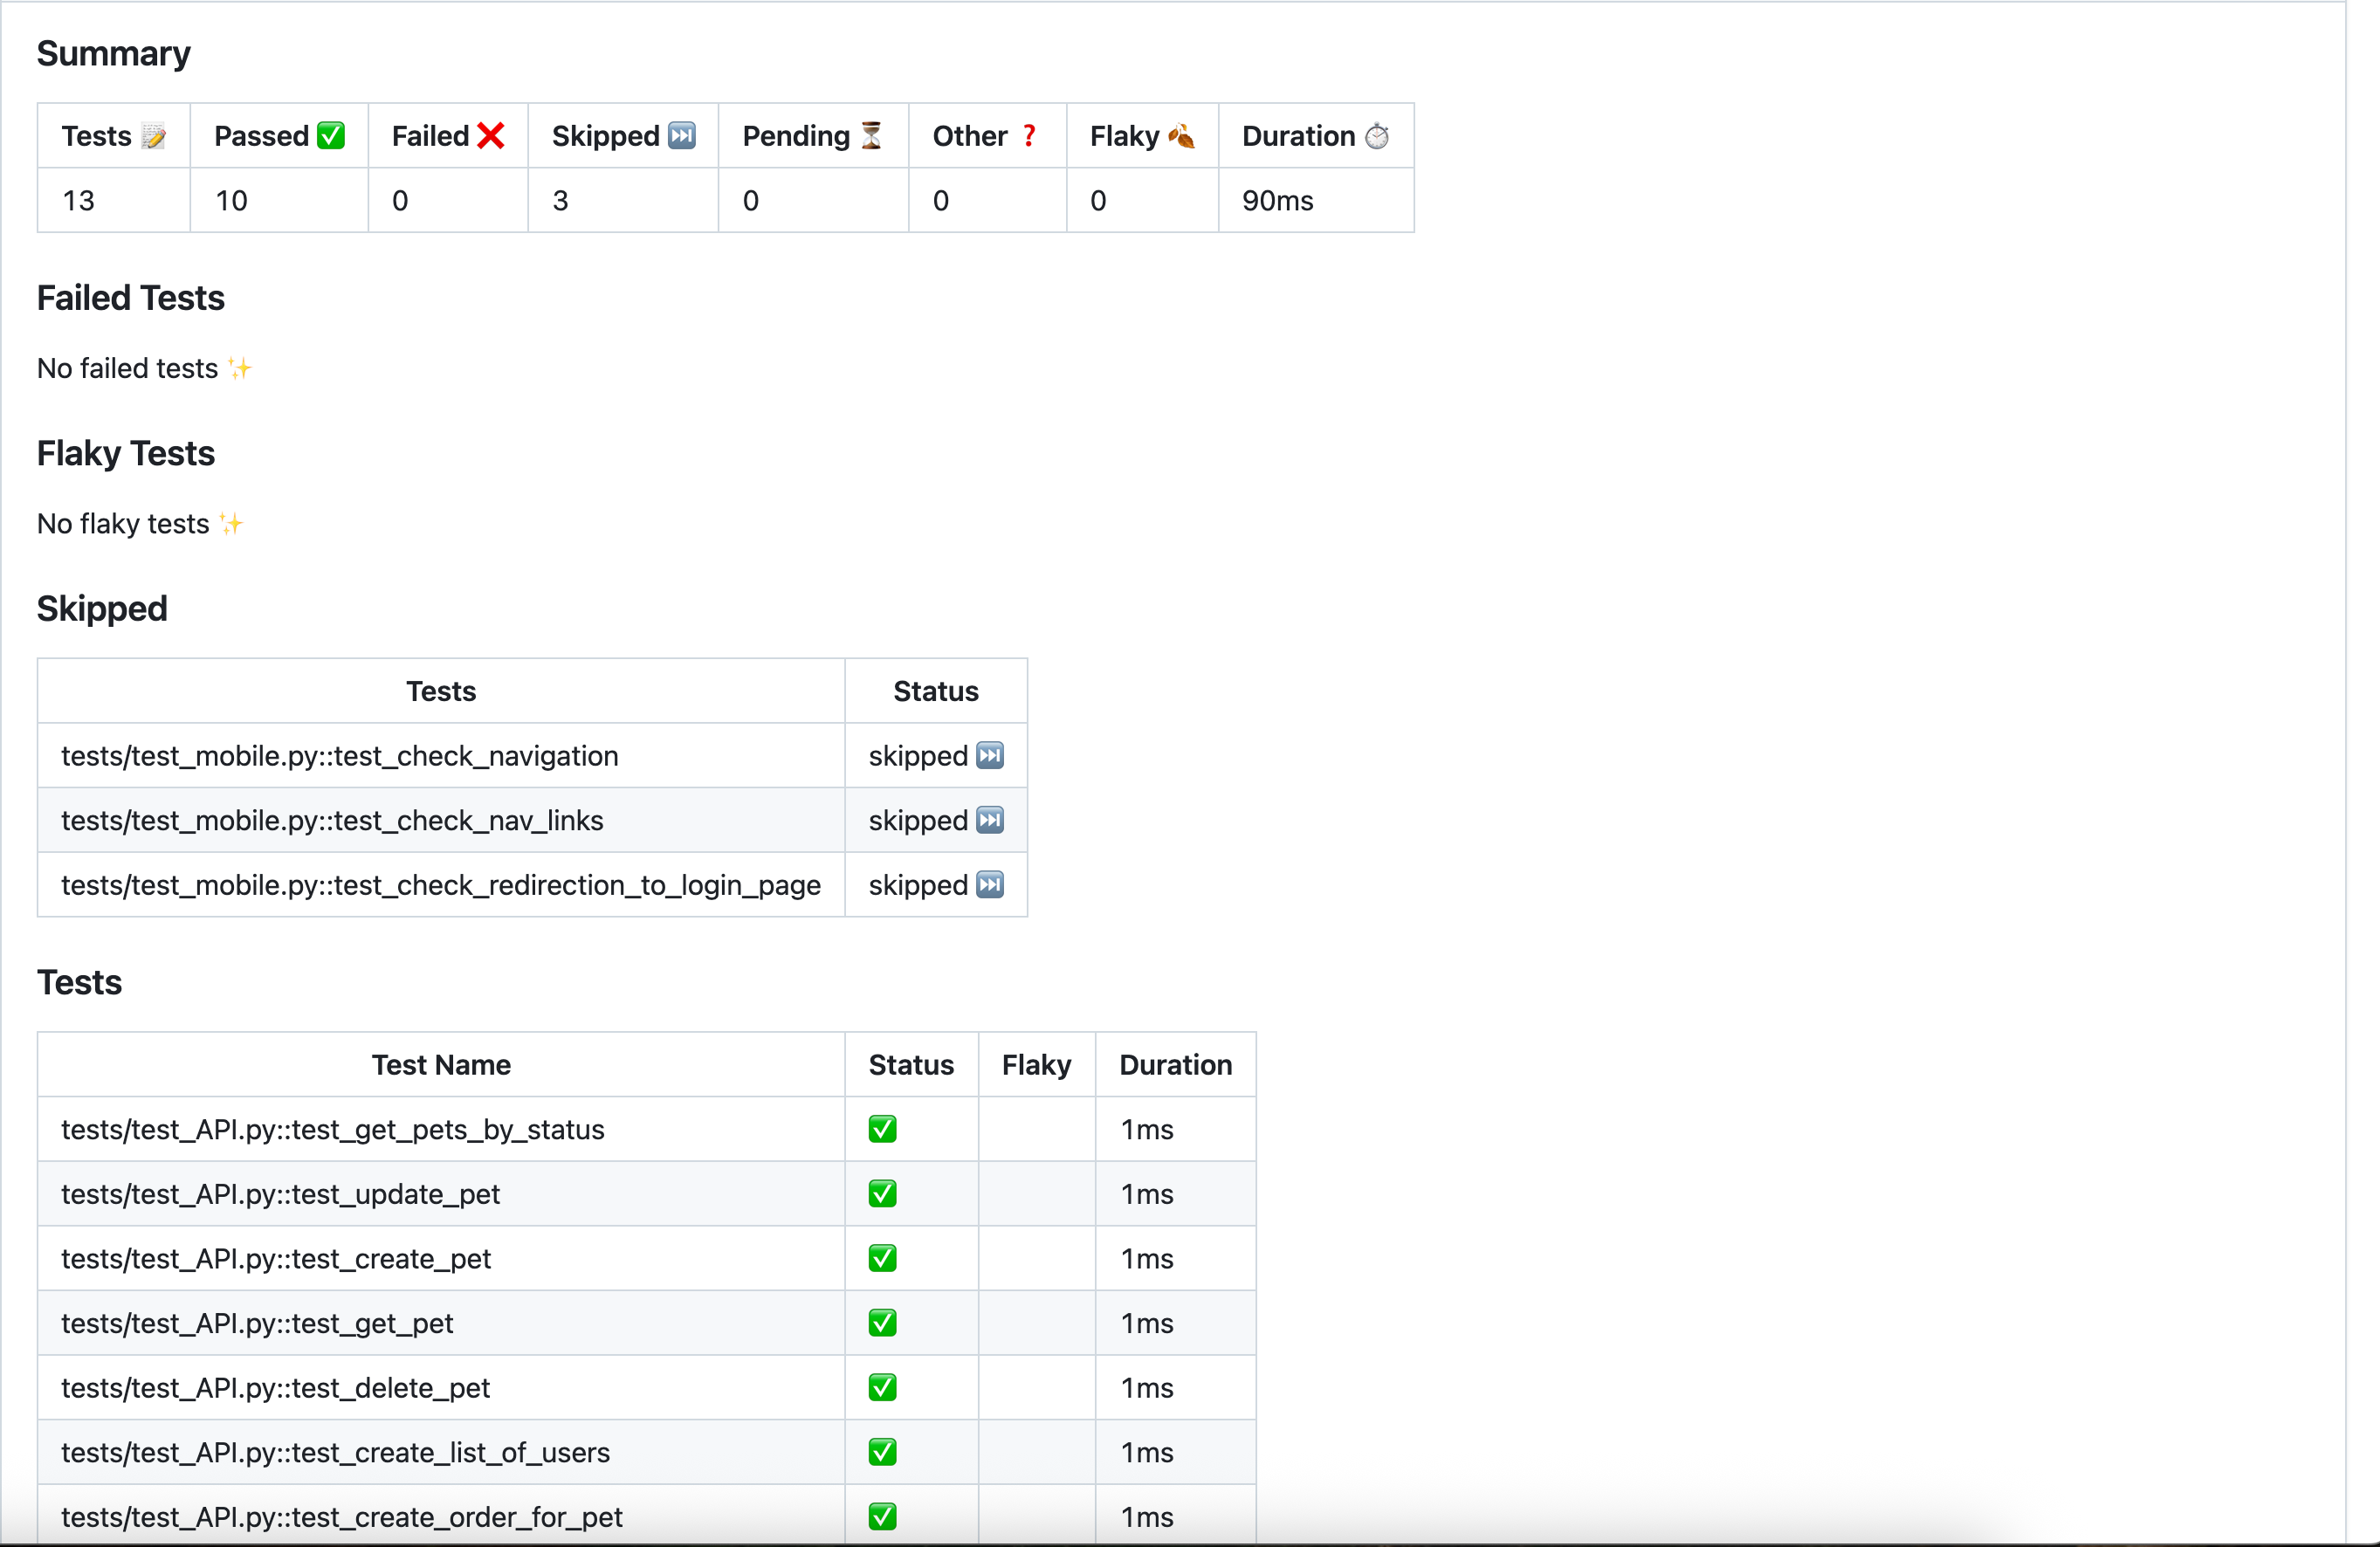 Summary
Tests 📝 Passed ✅ Failed ❌ Skipped ⏭️ Pending ⏳ Other ❓ Flaky 🍂 Duration ⏱️
13 10 0 3 0 0 0 90ms
Failed Tests
No failed tests ✨
Flaky Tests
No flaky tests ✨
Skipped
Tests Status
tests/test_mobile.py::test_check_navigation skipped ⏭️
tests/test_mobile.py::test_check_nav_links skipped ⏭️
tests/test_mobile.py::test_check_redirection_to_login_page skipped ⏭️
Tests
Test Name Status Flaky Duration
tests/test_API.py::test_get_pets_by_status ✅ 1ms
tests/test_API.py::test_update_pet ✅ 1ms
tests/test_API.py::test_create_pet ✅ 1ms
tests/test_API.py::test_get_pet ✅ 1ms
tests/test_API.py::test_delete_pet ✅ 1ms
tests/test_API.py::test_create_list_of_users ✅ 1ms
tests/test_API.py::test_create_order_for_pet ✅ 1ms